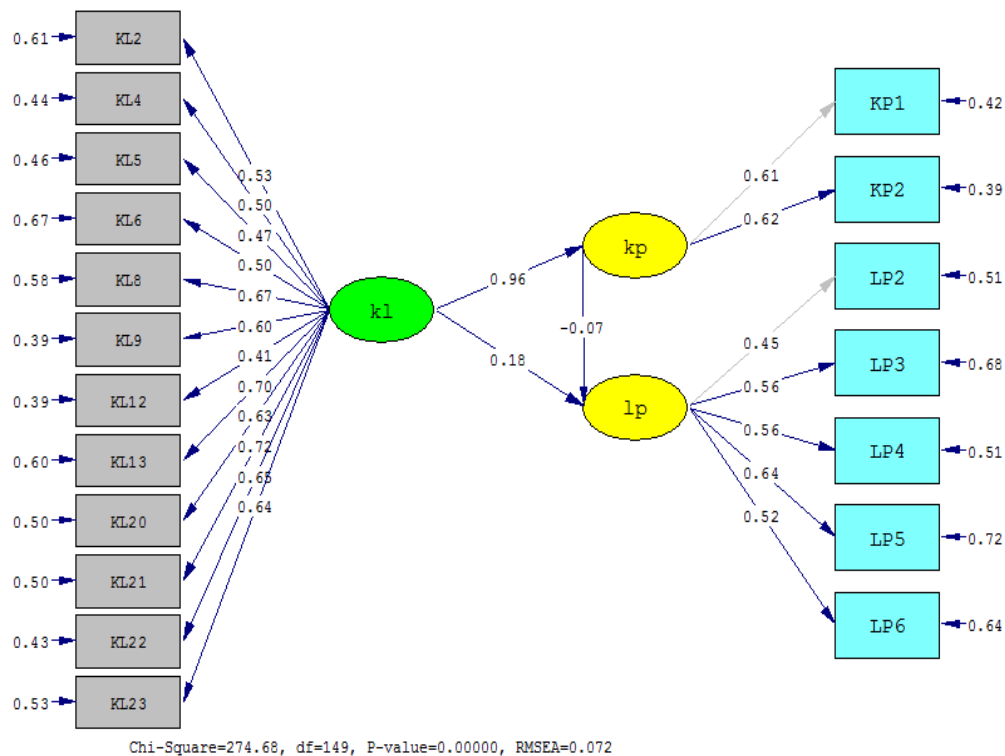 0.61 KL2
0.44 KL4
0.46 KL5
0.67 KL6
0.58 KL8
0.39 KL9
0.39 KL12
0.60 KL13
0.50 KL20
0.50 KL21
0.43 KL22
0.53 KL23
0.53
0.50
0.47
0.50
0.67
0.60
0.41
0.70
0.63
0.72
0.65
0.64
kl
0.96
0.18
kp
-0.07
lp
0.61
0.62
0.45
0.56
0.56
0.64
0.52
KP1 0.42
KP2 0.39
LP2 0.51
LP3 0.68
LP4 0.51
LP5 0.72
LP6 0.64
Chi-Square=274.68, df=149, P-value=0.00000, RMSEA=0.072